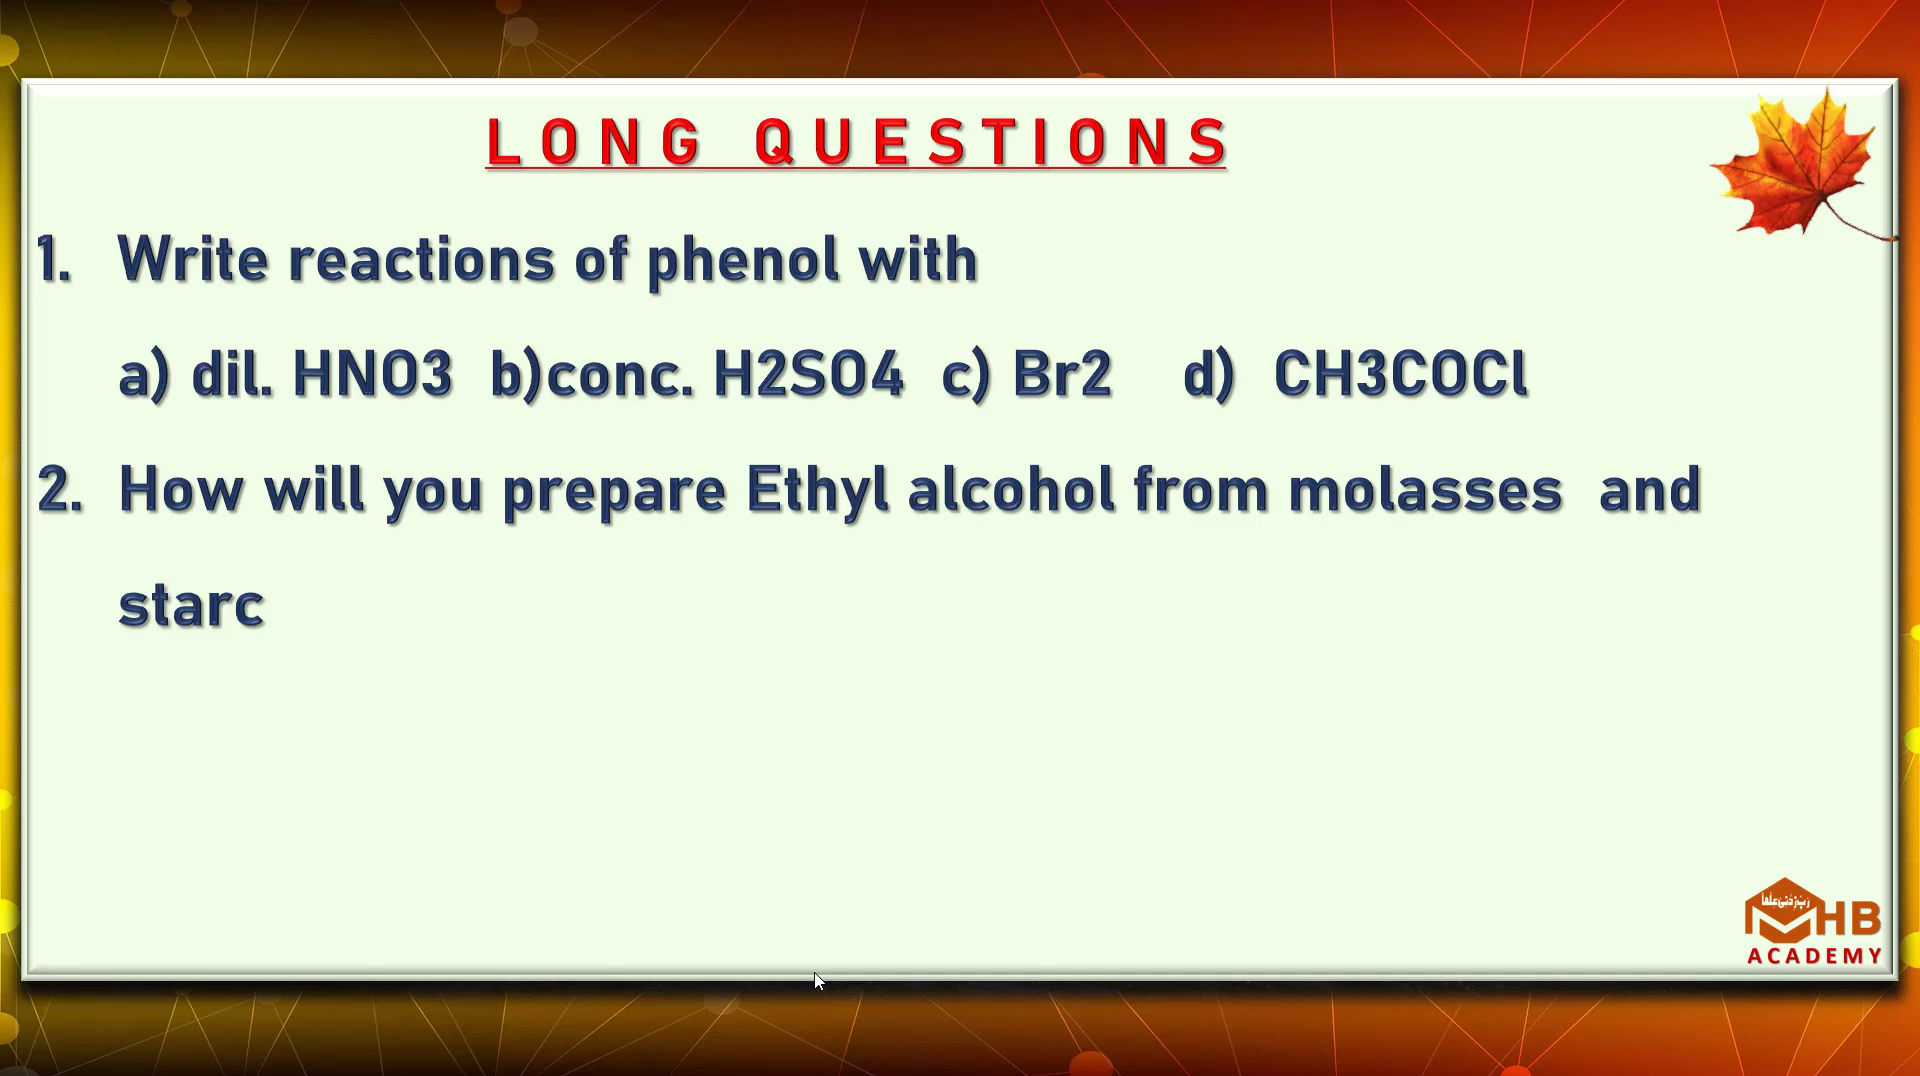 LONG QUESTIONS
1. Write reactions of phenol with
a) dil. HNO3 b)conc. H2SO4 c) Br2 d) CH3COCl
2. How will you prepare Ethyl alcohol from molasses and
starc
HB
ACADEMY